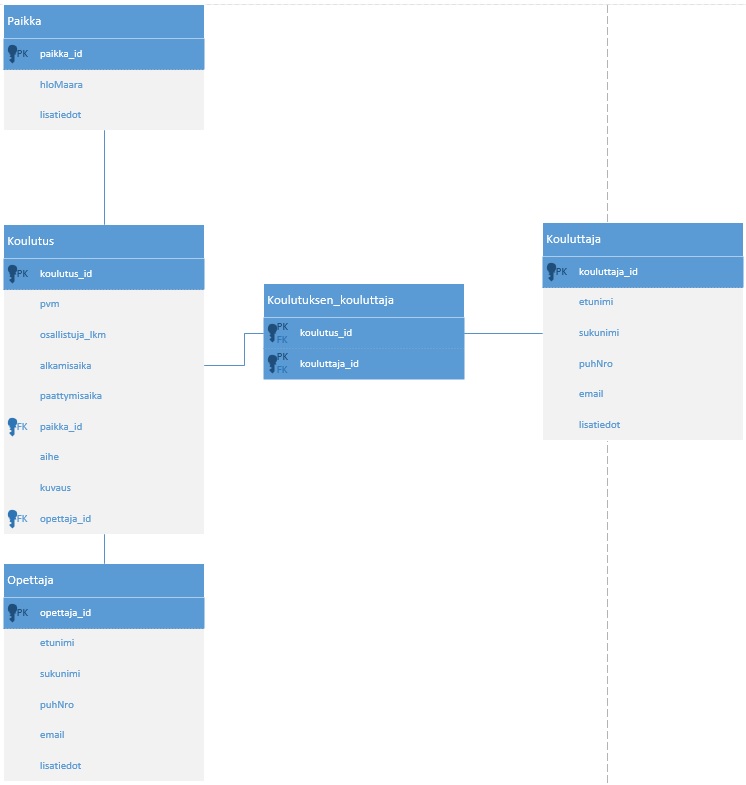 Paikka
PK paikka_id
hloMaara
lisatiedot
Koulutus
PK koulutus_id
pvm
osallistuja_lkm
alkamisaika
paattymisaika
FK paikka_id
aihe
kuvaus
FK opettaja_id
Koulutuksen_kouluttaja
PK
FK koulutus_id
PK
FK kouluttaja_id
Kouluttaja
PK kouluttaja_id
etunimi
sukunimi
puhNro
email
lisatiedot
Opettaja
PK opettaja_id
etunimi
sukunimi
puhNro
email
lisatiedot